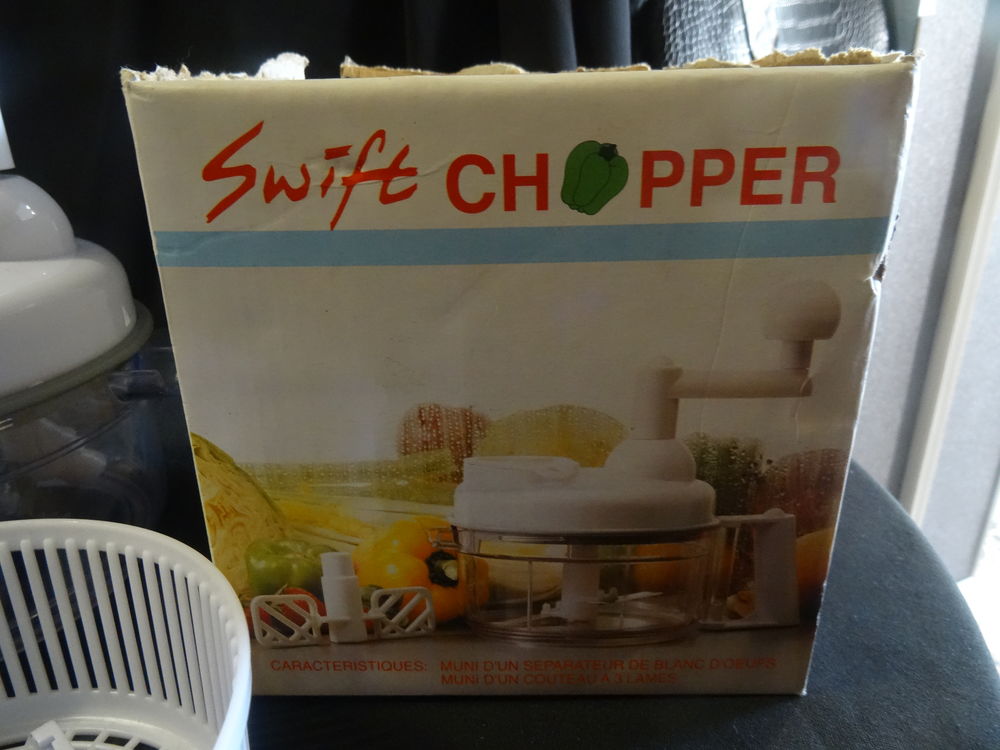 Swift CHOPPER
CARACTERISTIQUES: MUNI D'UN SEPARATEUR DE BLANC D'OEUFS
MUNI D'UN COUTEAU A 3 LAMES